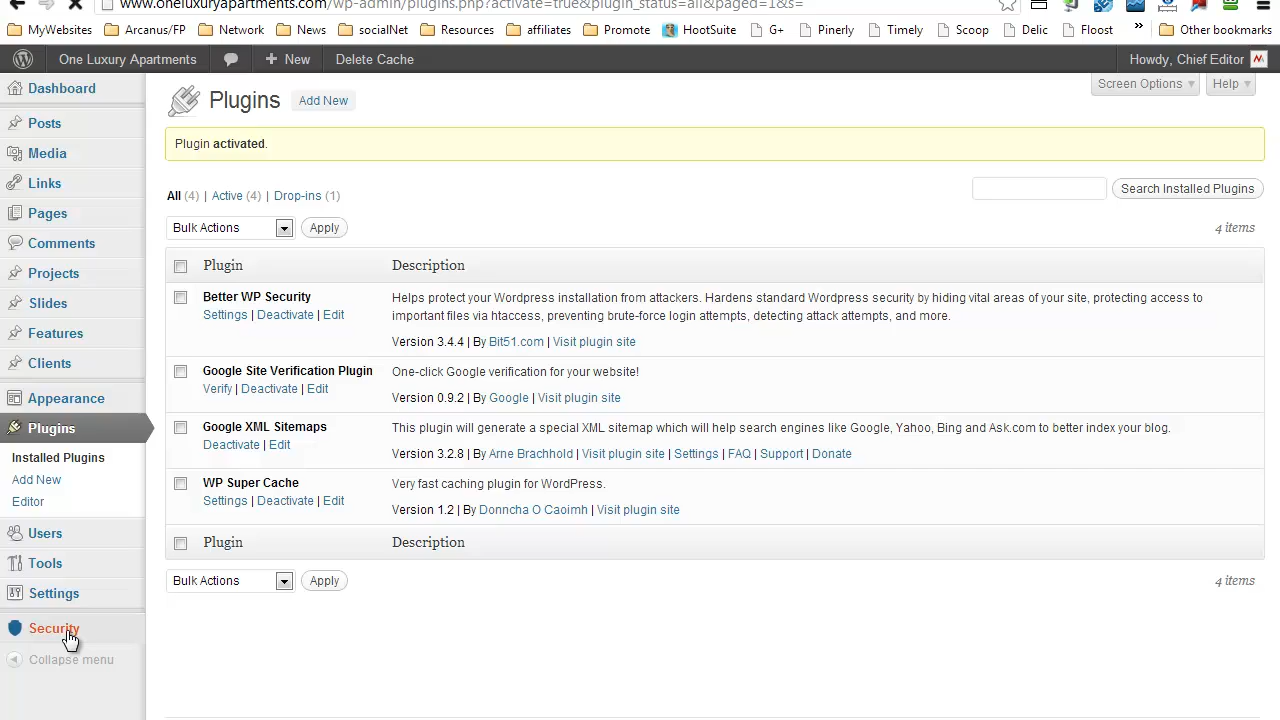 www.oneluxuryapartments.com/wp-admin/plugins.php?activate=true&plugin_status=all&paged=1&s=
MyWebsites Arcanus/FP Network News socialNet Resources affiliates Promote HootSuite G+ Pinerly Timely Scoop Delic Floost » Other bookmarks
One Luxury Apartments + New Delete Cache Howdy, Chief Editor
Dashboard
Posts
Media
Links
Pages
Comments
Projects
Slides
Features
Clients
Appearance
Plugins
Installed Plugins
Add New
Editor
Users
Tools
Settings
Security
Collapse menu
Screen Options Help
Plugins Add New
Plugin activated.
All (4) | Active (4) | Drop-ins (1)
Search Installed Plugins
Bulk Actions Apply 4 items
Plugin Description
Better WP Security
Settings | Deactivate | Edit
Helps protect your Wordpress installation from attackers. Hardens standard Wordpress security by hiding vital areas of your site, protecting access to
important files via htaccess, preventing brute-force login attempts, detecting attack attempts, and more.
Version 3.4.4 | By Bit51.com | Visit plugin site
Google Site Verification Plugin
Verify | Deactivate | Edit
One-click Google verification for your website!
Version 0.9.2 | By Google | Visit plugin site
Google XML Sitemaps
Deactivate | Edit
This plugin will generate a special XML sitemap which will help search engines like Google, Yahoo, Bing and Ask.com to better index your blog.
Version 3.2.8 | By Arne Brachhold | Visit plugin site | Settings | FAQ | Support | Donate
WP Super Cache
Settings | Deactivate | Edit
Very fast caching plugin for WordPress.
Version 1.2 | By Donncha O Caoimh | Visit plugin site
Plugin Description
Bulk Actions Apply 4 items